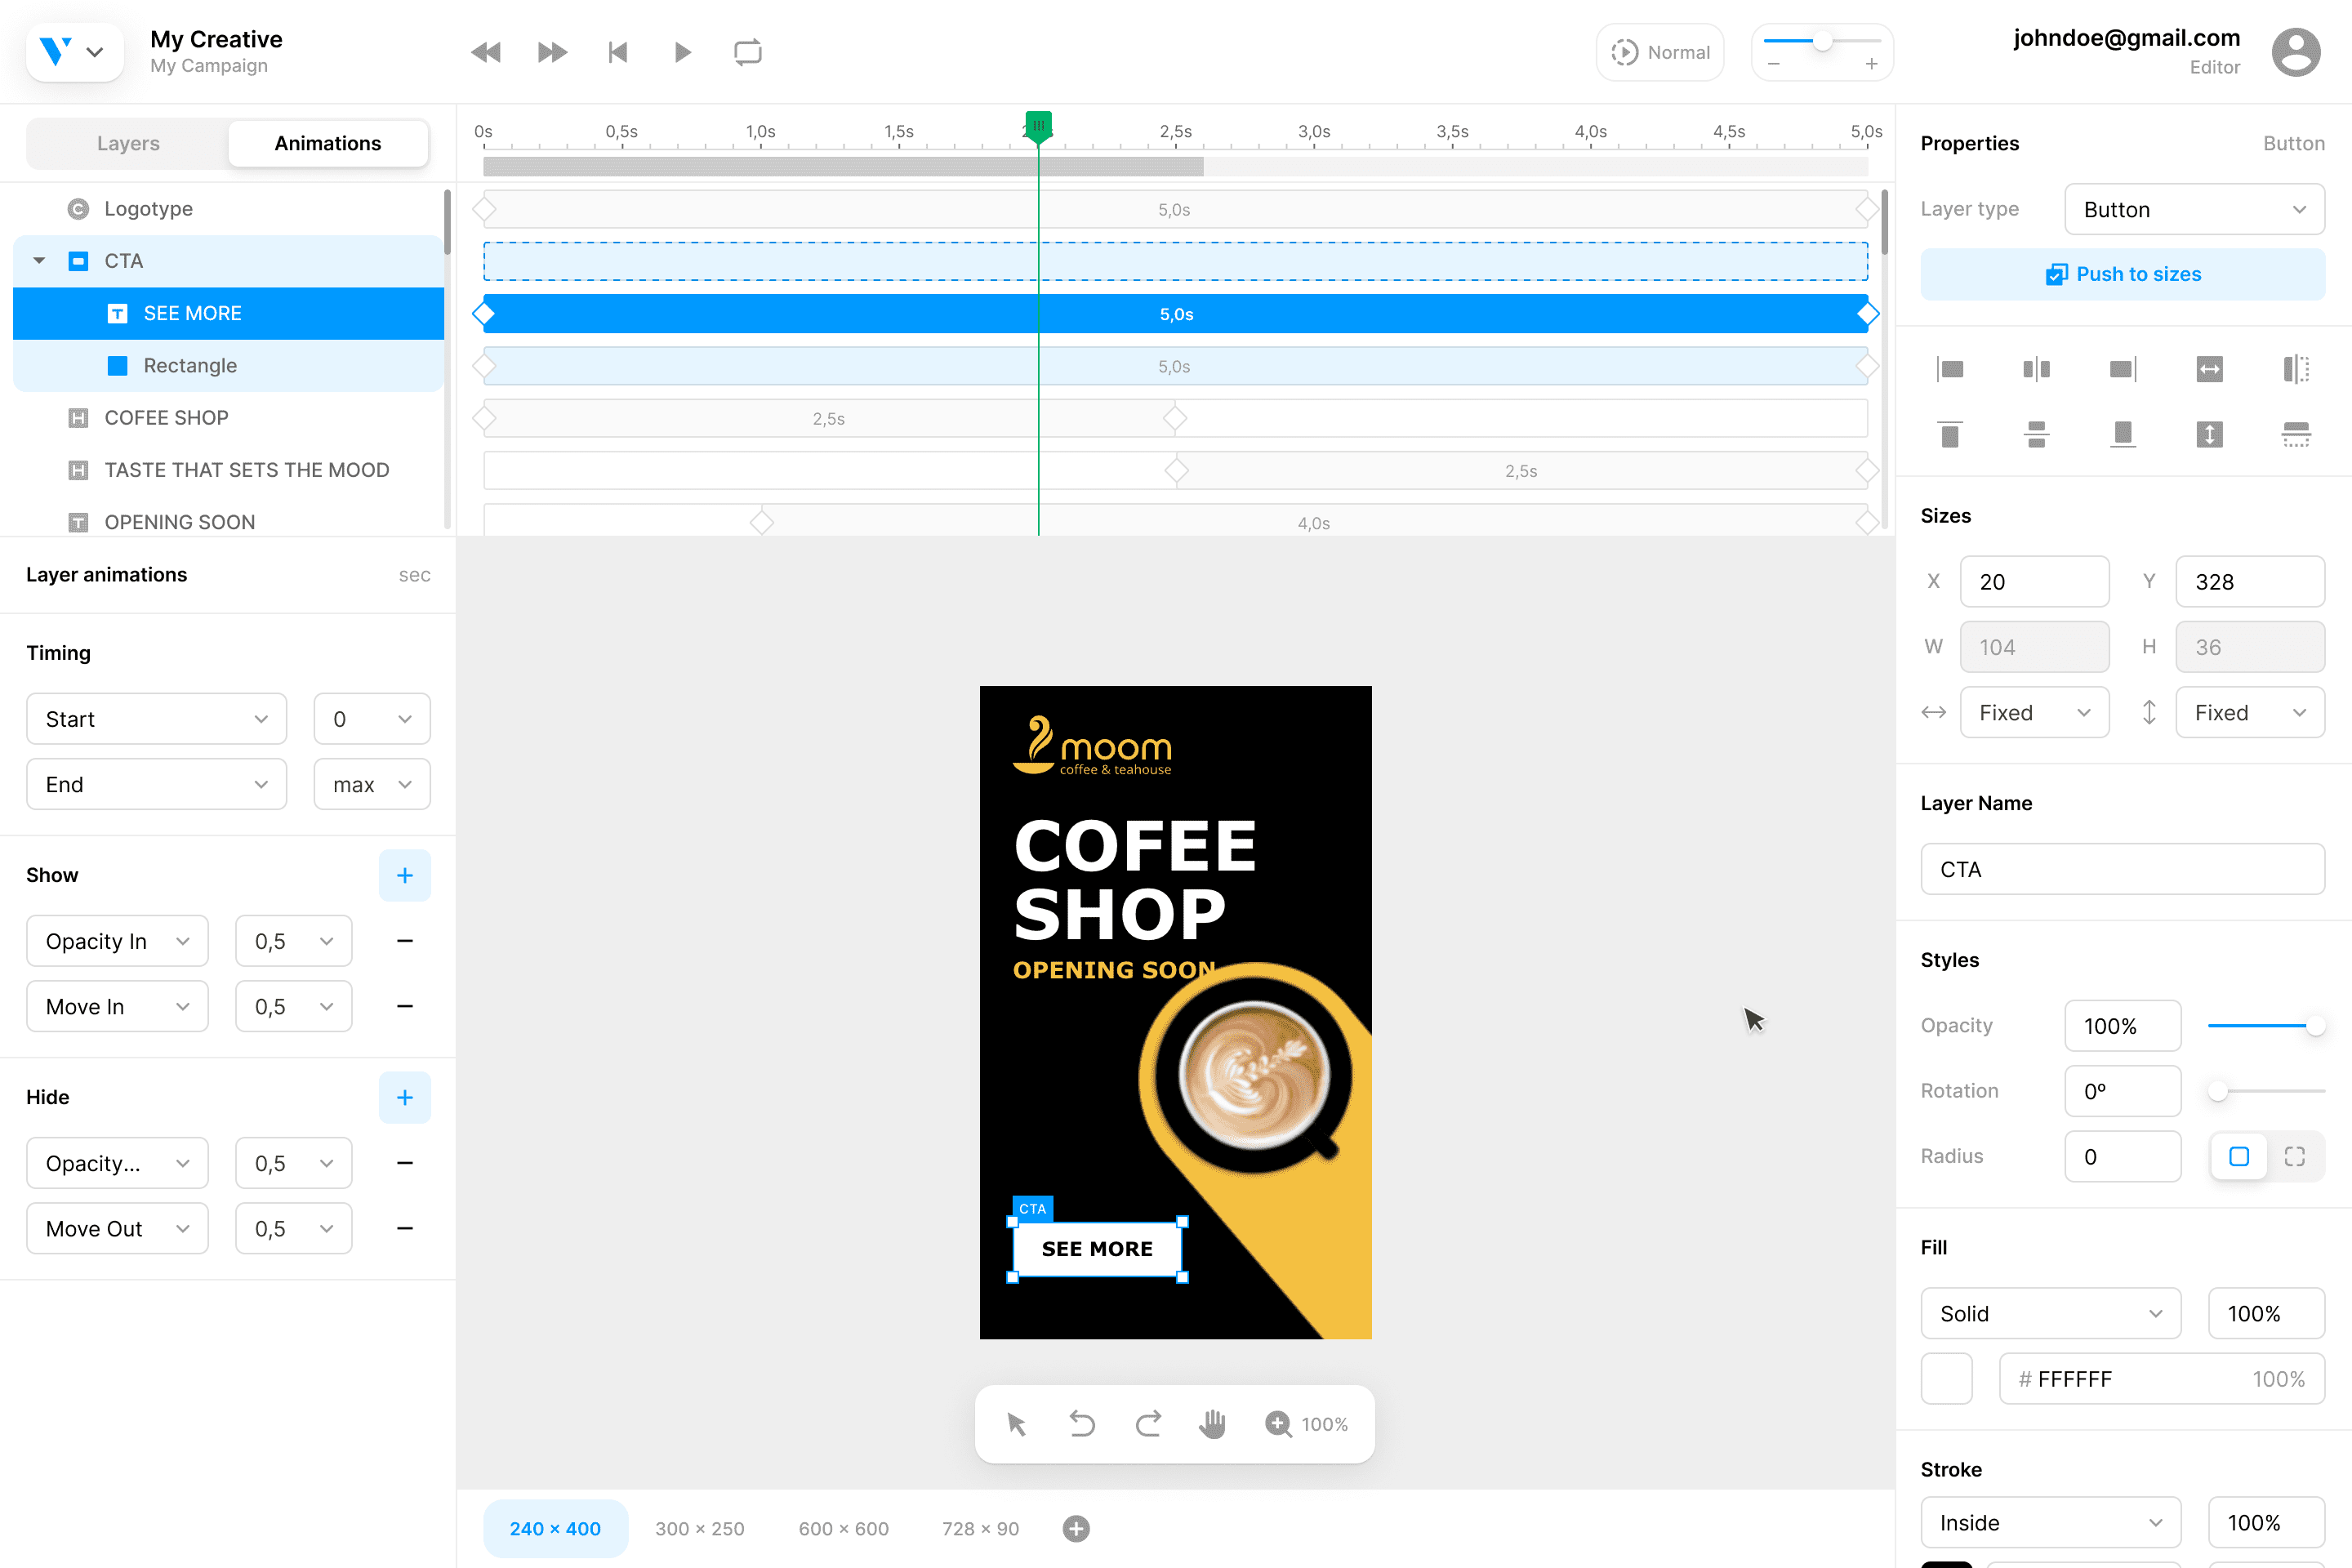 My Creative
My Campaign
Normal
johndoe@gmail.com
Editor
Layers
Animations
0s
0,5s
1,0s
1,5s
2,5s
3,0s
3,5s
4,0s
4,5s
5,0s
Logotype
5,0s
CTA
SEE MORE
5,0s
Rectangle
5,0s
COFEE SHOP
2,5s
TASTE THAT SETS THE MOOD
2,5s
OPENING SOON
4,0s
Layer animations
sec
Timing
Start
0
End
max
Show
Opacity In
0,5
Move In
0,5
Hide
Opacity...
0,5
Move Out
0,5
moom
coffee & teahouse
COFEE
SHOP
OPENING SOON
CTA
SEE MORE
100%
240 × 400
300 × 250
600 × 600
728 × 90
Properties
Button
Layer type
Button
Push to sizes
Sizes
X
20
Y
328
W
104
H
36
Fixed
Fixed
Layer Name
CTA
Styles
Opacity
100%
Rotation
0º
Radius
0
Fill
Solid
100%
# FFFFFF
100%
Stroke
Inside
100%